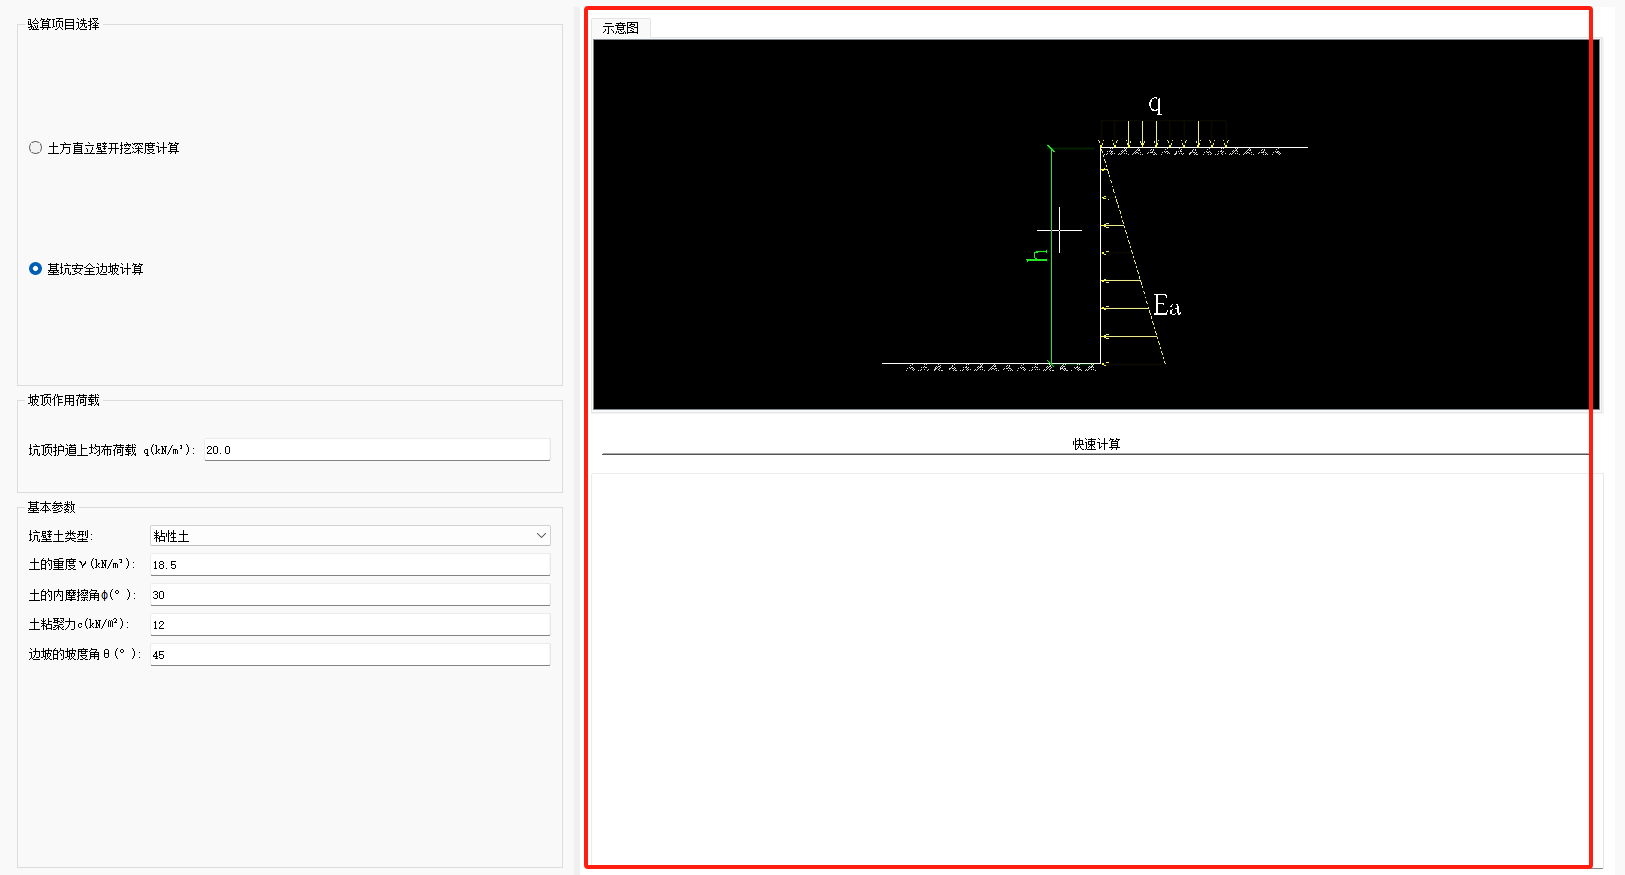 验算项目选择
土方直立壁开挖深度计算
基坑安全边坡计算
坡顶作用荷载
坑顶护道上均布荷载 q(kN/m²): 20.0
基本参数
坑壁土类型: 粘性土
土的重度γ(kN/m³): 18.5
土的内摩擦角φ(°): 30
土粘聚力c(kN/m²): 12
边坡的坡度角θ(°): 45
示意图
q
h
Ea
快速计算